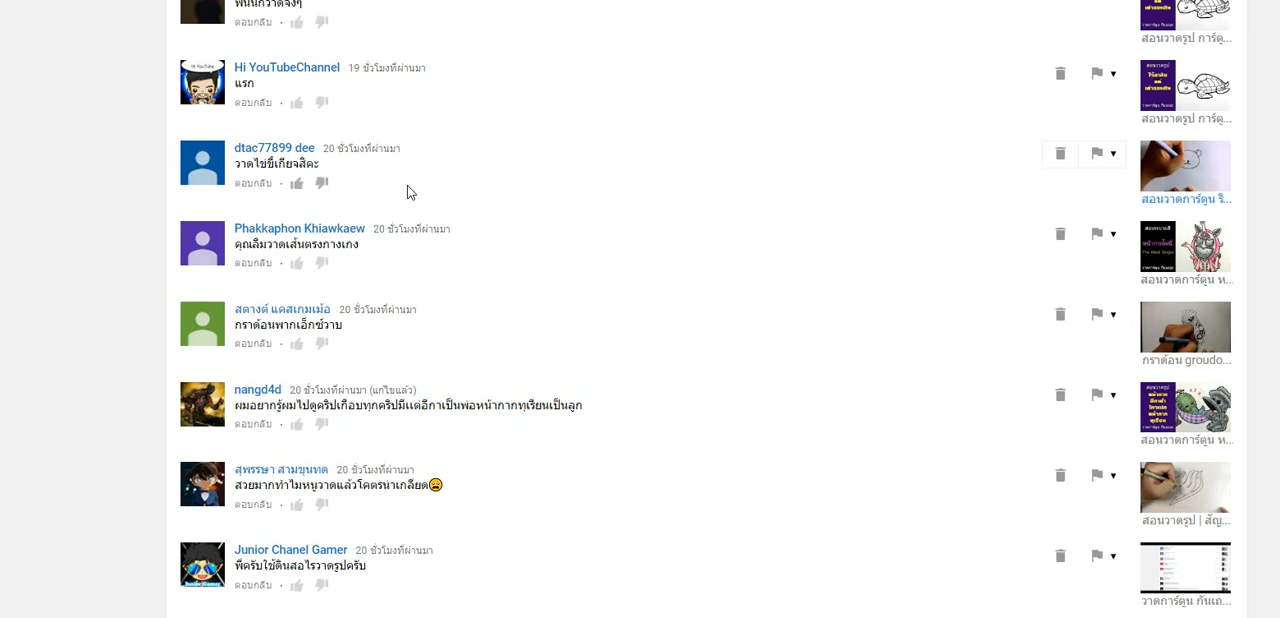 พี่นนท์วาดจังๆ
ตอบกลับ •
สอนวาดรูป การ์ตู...
Hi YouTube
Hi YouTubeChannel 19 ชั่วโมงที่ผ่านมา
แรก
ตอบกลับ •
สอนวาดรูป การ์ตู...
dtac77899 dee 20 ชั่วโมงที่ผ่านมา
วาดไข่ขี้เกียจสิคะ
ตอบกลับ •
สอนวาดการ์ตูน ริ...
Phakkaphon Khiawkaew 20 ชั่วโมงที่ผ่านมา
คุณลืมวาดเส้นตรงกางเกง
ตอบกลับ •
สอนวาดการ์ตูน ห...
สตางต์ แคสเกมเม้อ 20 ชั่วโมงที่ผ่านมา
กราด้อนพากเอ็กซ์วาบ
ตอบกลับ •
กราด้อน groudo...
nangd4d 20 ชั่วโมงที่ผ่านมา (แก้ไขแล้ว)
ผมอยากรู้ผมไปดูคริปเกือบทุกคริปมีแต่อีกาเป็นพ่อหน้ากากทุเรียนเป็นลูก
ตอบกลับ •
สอนวาดการ์ตูน ห...
สุพรรษา สามขุนทด 20 ชั่วโมงที่ผ่านมา
สวยมากทำไมหนูวาดแล้วโคตรน่าเกลียด😩
ตอบกลับ •
สอนวาดรูป | สัญ...
Junior Chanel Gamer 20 ชั่วโมงที่ผ่านมา
พี่ครับใช้ดินสอไรวาดรูปครับ
ตอบกลับ •
วาดการ์ตูน กันเถ...